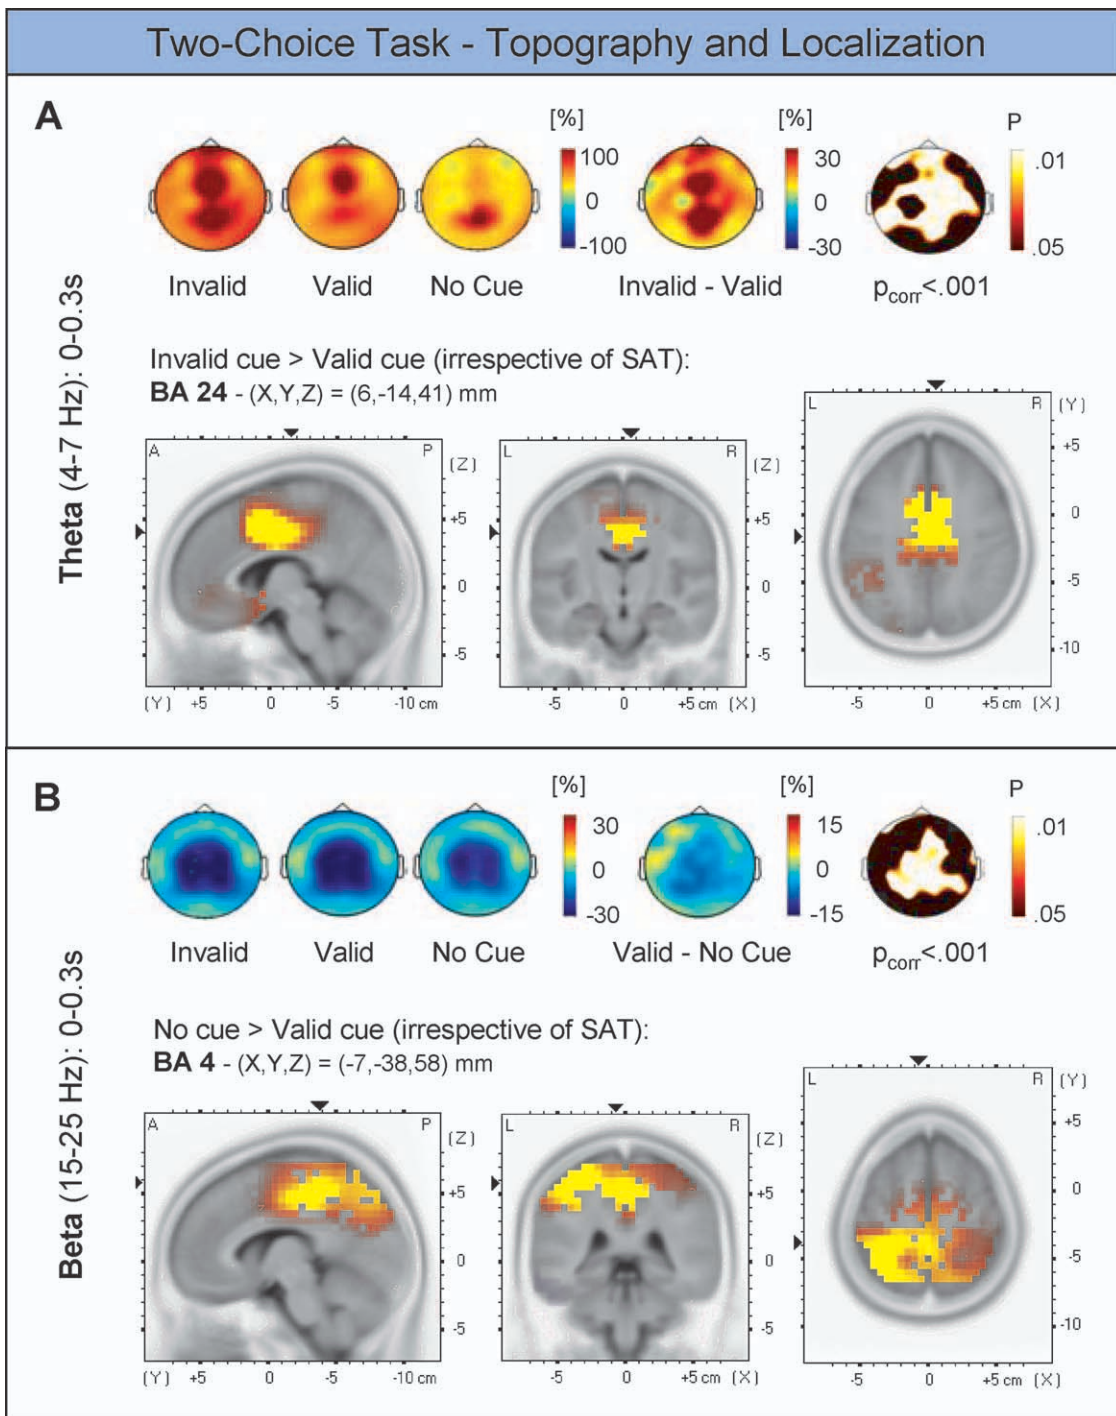 Two-Choice Task - Topography and Localization
A
[%]
[%]
P
100
0
-100
30
0
-30
.01
.05
Invalid
Valid
No Cue
Invalid - Valid
p_corr<.001
Theta (4-7 Hz): 0-0.3s
Invalid cue > Valid cue (irrespective of SAT):
BA 24 - (X,Y,Z) = (6,-14,41) mm
A
P
(Z)
+5
0
-5
(Y) +5 0 -5 -10 cm
L
R
(Z)
+5
0
-5
-5 0 +5 cm (X)
L
R
(Y)
+5
0
-5
-10
-5 0 +5 cm (X)
B
[%]
[%]
P
30
0
-30
15
0
-15
.01
.05
Invalid
Valid
No Cue
Valid - No Cue
p_corr<.001
Beta (15-25 Hz): 0-0.3s
No cue > Valid cue (irrespective of SAT):
BA 4 - (X,Y,Z) = (-7,-38,58) mm
A
P
(Z)
+5
0
-5
(Y) +5 0 -5 -10 cm
L
R
(Z)
+5
0
-5
-5 0 +5 cm (X)
L
R
(Y)
+5
0
-5
-10
-5 0 +5 cm (X)